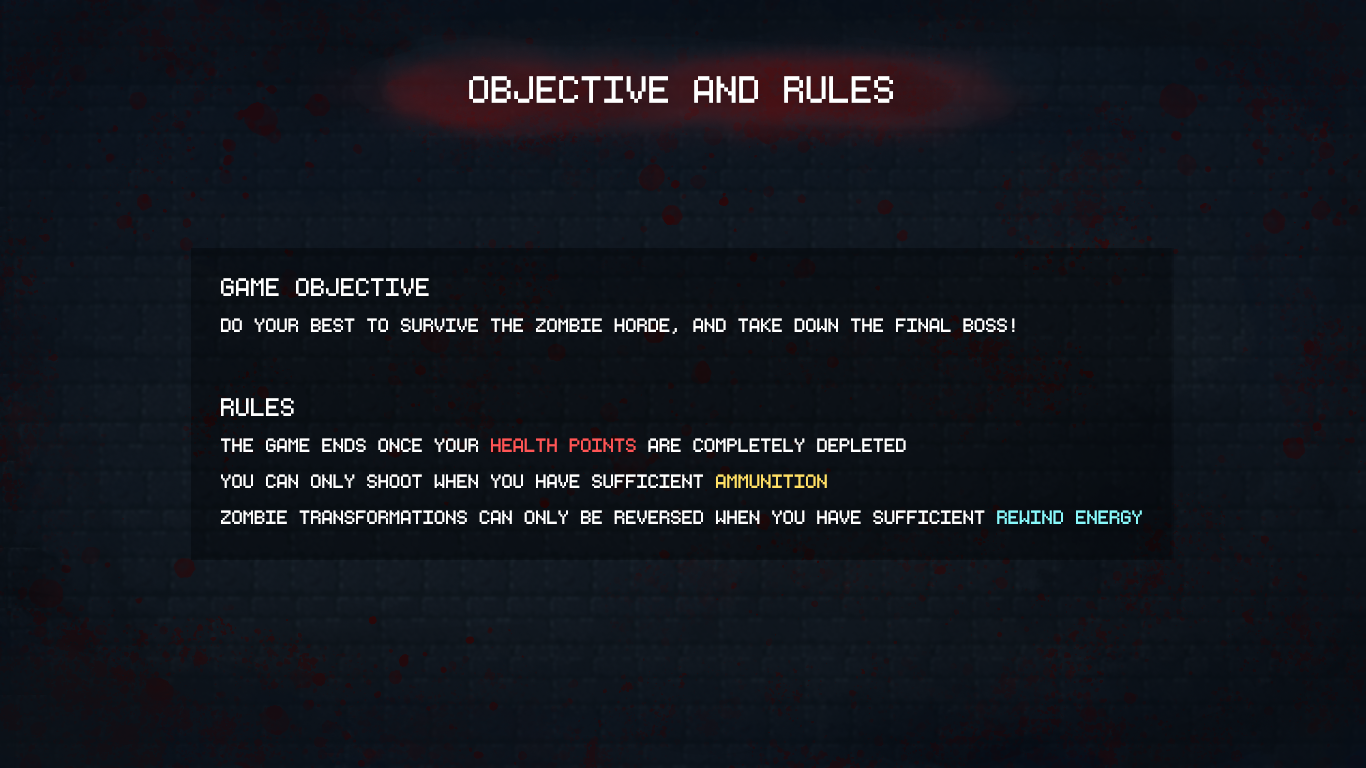 OBJECTIVE AND RULES
GAME OBJECTIVE
DO YOUR BEST TO SURVIVE THE ZOMBIE HORDE, AND TAKE DOWN THE FINAL BOSS!
RULES
THE GAME ENDS ONCE YOUR HEALTH POINTS ARE COMPLETELY DEPLETED
YOU CAN ONLY SHOOT WHEN YOU HAVE SUFFICIENT AMMUNITION
ZOMBIE TRANSFORMATIONS CAN ONLY BE REVERSED WHEN YOU HAVE SUFFICIENT REWIND ENERGY